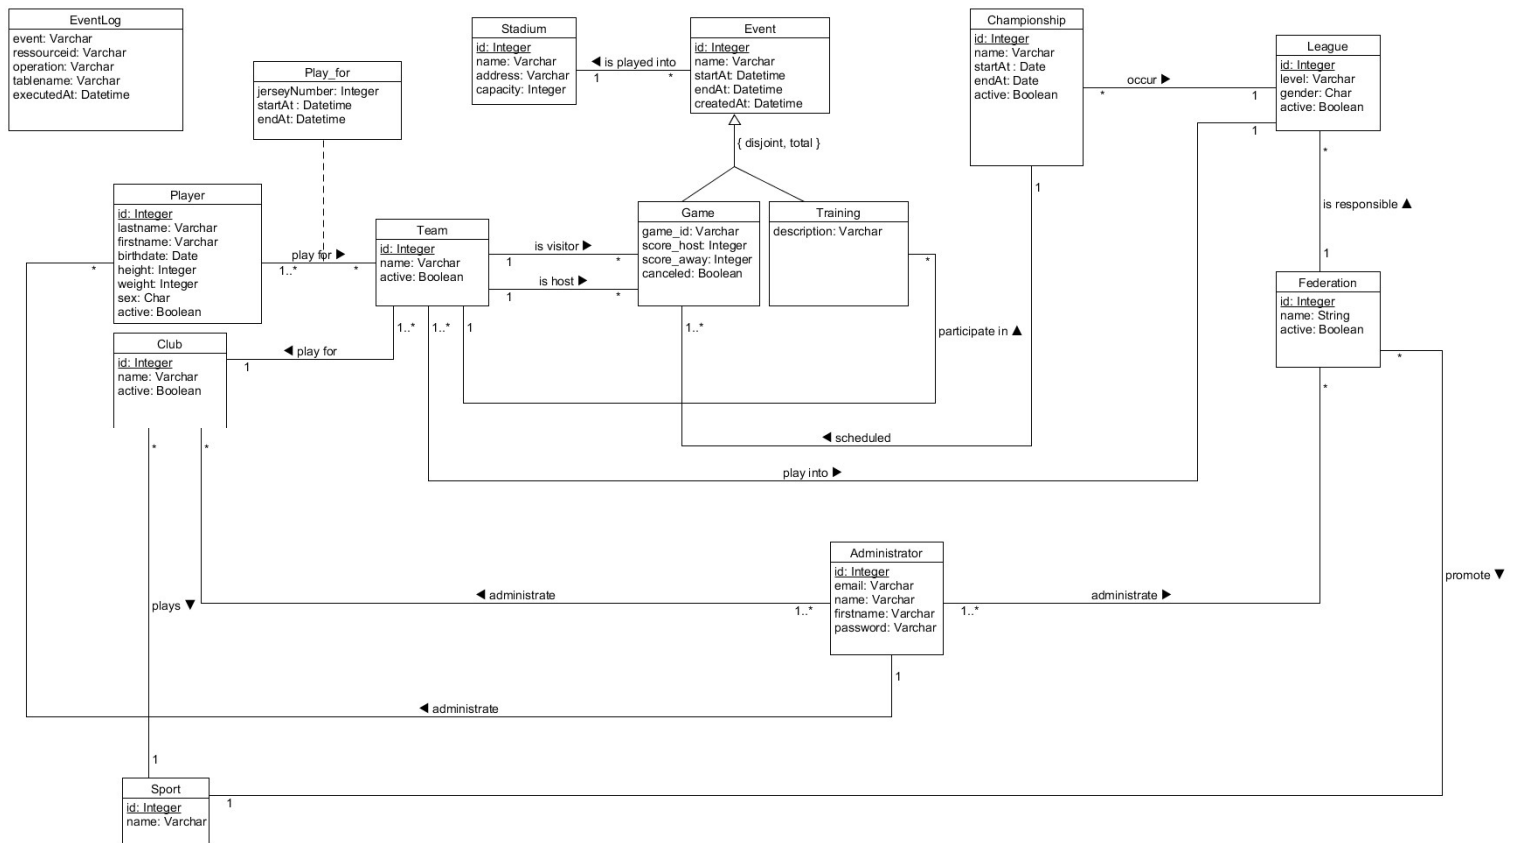 EventLog
event: Varchar
ressourceid: Varchar
operation: Varchar
tablename: Varchar
executedAt: Datetime
Play_for
jerseyNumber: Integer
startAt : Datetime
endAt: Datetime
Stadium
id: Integer
name: Varchar
address: Varchar
capacity: Integer
◀ is played into
1
*
Event
id: Integer
name: Varchar
startAt: Datetime
endAt: Datetime
createdAt: Datetime
{ disjoint, total }
Championship
id: Integer
name: Varchar
startAt : Date
endAt: Date
active: Boolean
occur ▶
*
1
League
id: Integer
level: Varchar
gender: Char
active: Boolean
1
*
1
is responsible ▲
1
Player
id: Integer
lastname: Varchar
firstname: Varchar
birthdate: Date
height: Integer
weight: Integer
sex: Char
active: Boolean
*
play for ▶
1..*
*
Team
id: Integer
name: Varchar
active: Boolean
is visitor ▶
1
*
is host ▶
1
*
Game
game_id: Varchar
score_host: Integer
score_away: Integer
canceled: Boolean
Training
description: Varchar
*
Federation
id: Integer
name: String
active: Boolean
1..*
1..*
1
1..*
participate in ▲
◀ play for
1
Club
id: Integer
name: Varchar
active: Boolean
*
*
*
*
◀ scheduled
play into ▶
Administrator
id: Integer
email: Varchar
name: Varchar
firstname: Varchar
password: Varchar
◀ administrate
1..*
administrate ▶
1..*
promote ▼
plays ▼
1
◀ administrate
1
Sport
id: Integer
name: Varchar
1